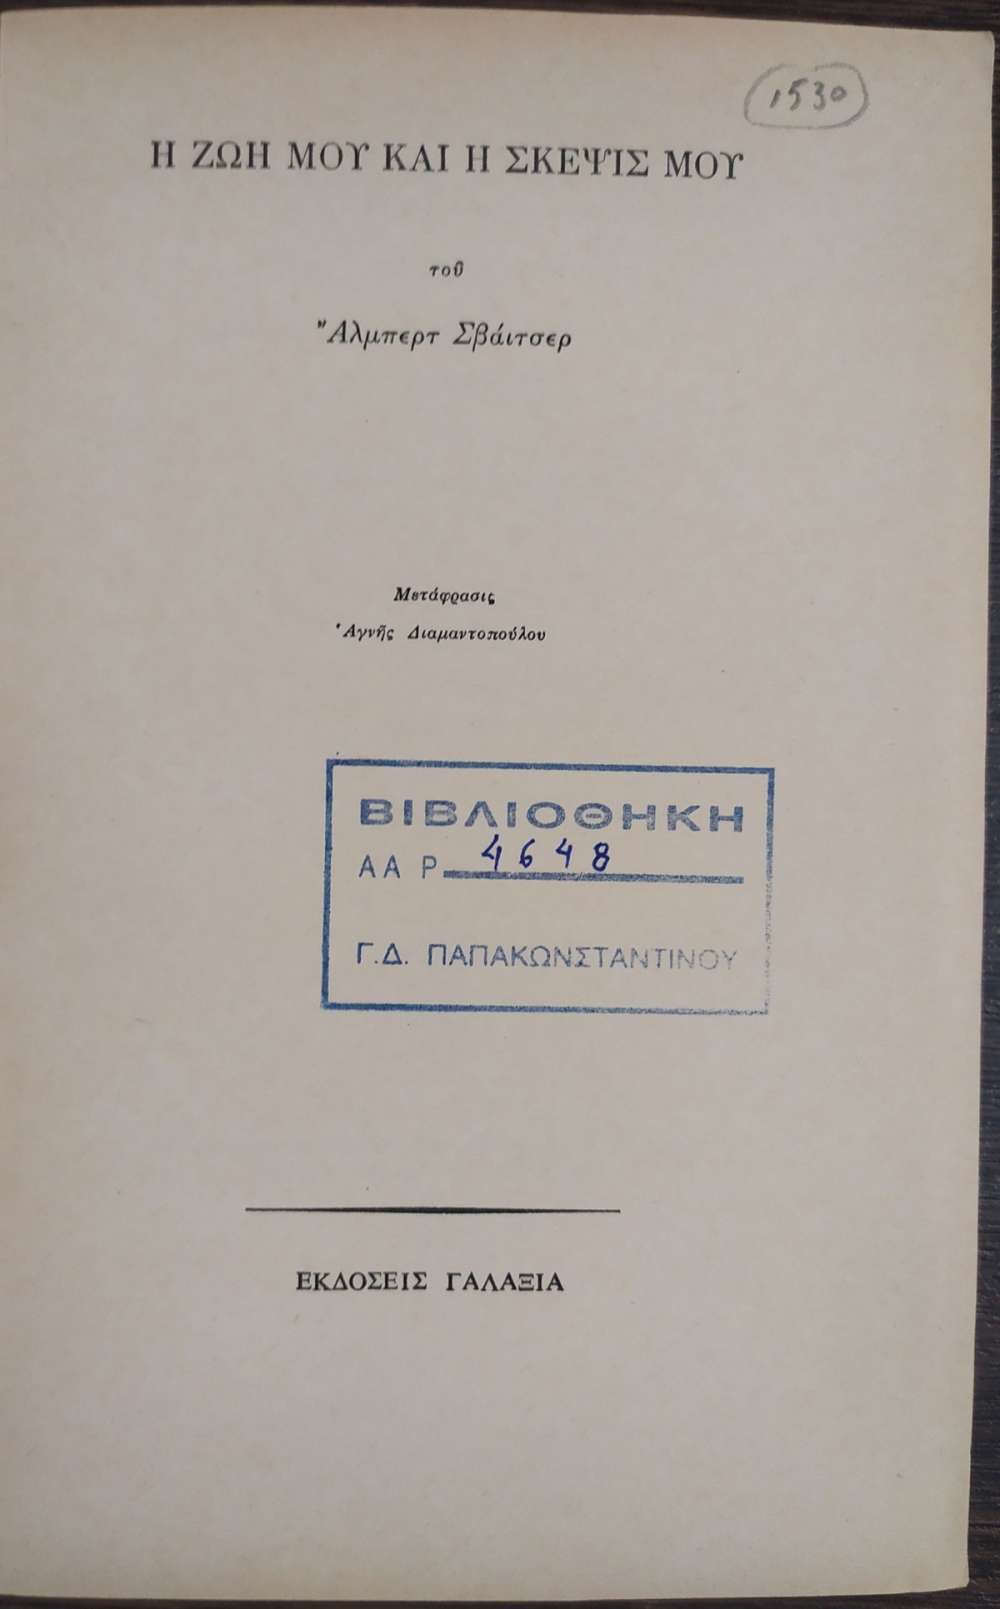 1530
Η ΖΩΗ ΜΟΥ ΚΑΙ Η ΣΚΕΨΙΣ ΜΟΥ
τοῦ
Ἄλμπερτ Σβάιτσερ
Μετάφρασις
Ἁγνῆς Διαμαντοπούλου
ΒΙΒΛΙΟΘΗΚΗ
ΑΑ Ρ 4648
Γ.Δ. ΠΑΠΑΚΩΝΣΤΑΝΤΙΝΟΥ
ΕΚΔΟΣΕΙΣ ΓΑΛΑΞΙΑ